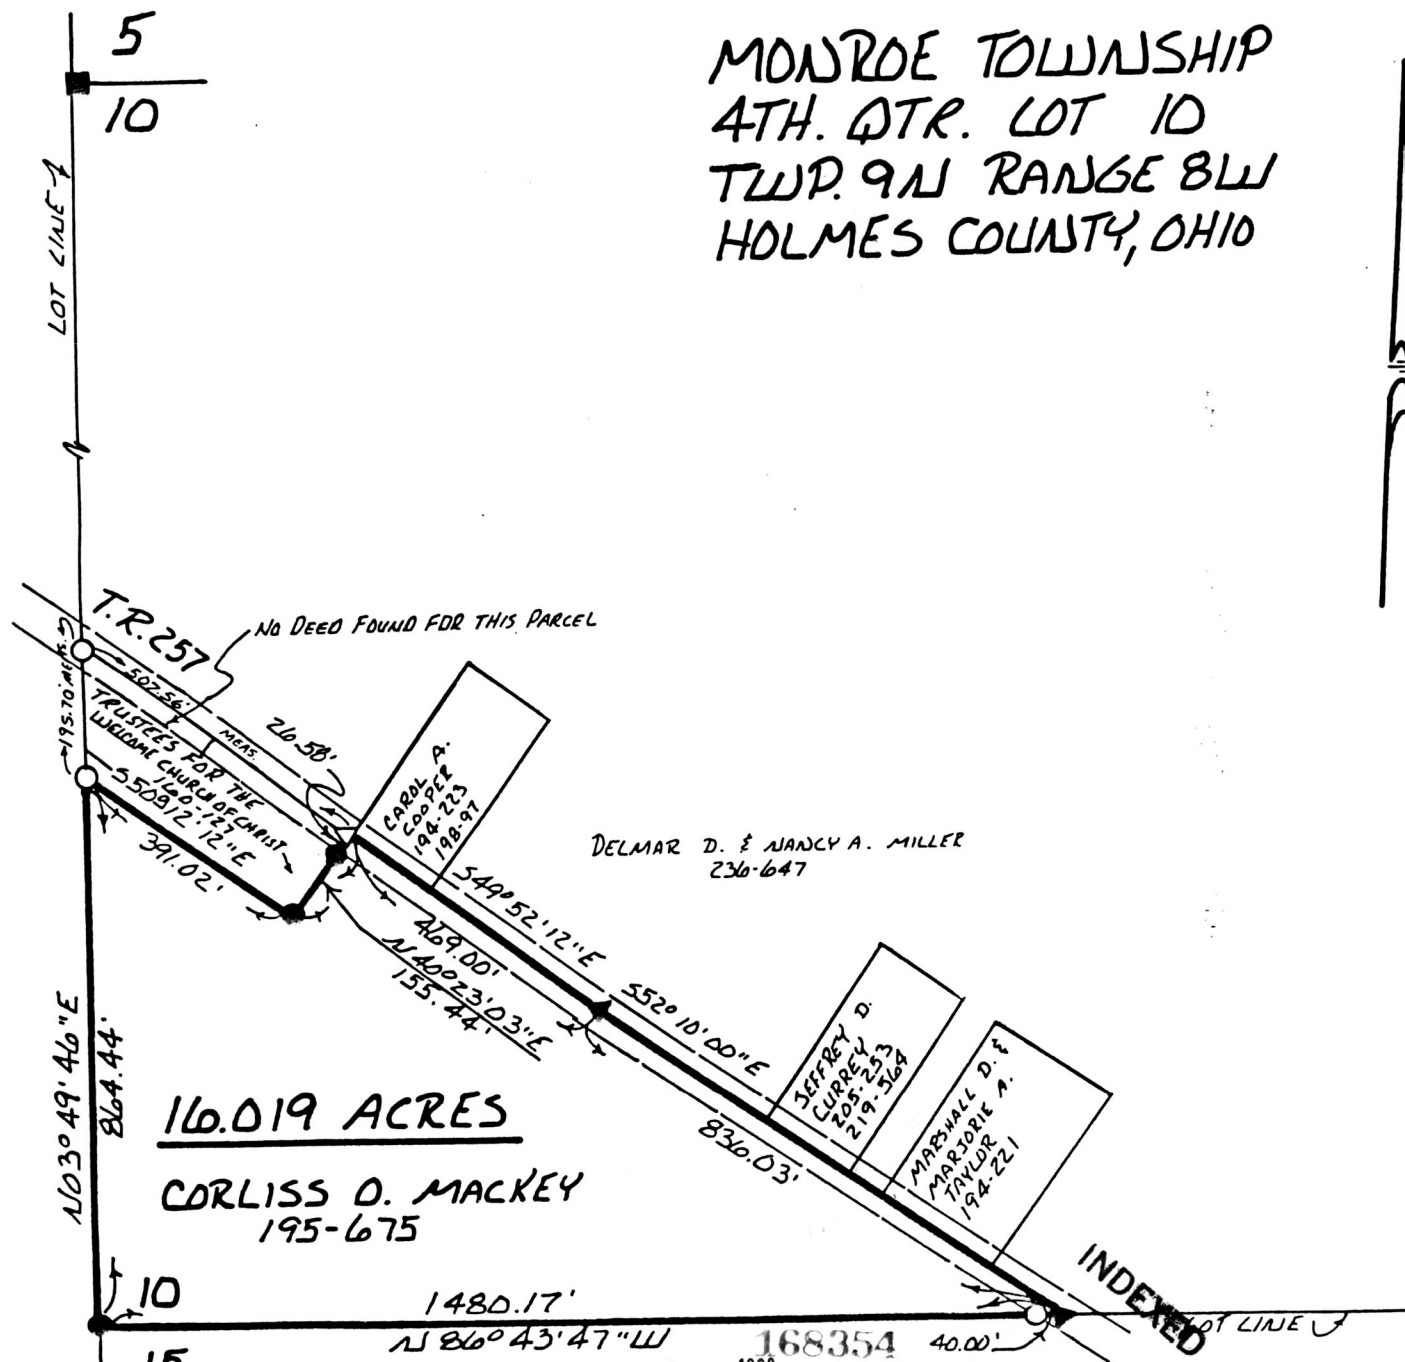 5
10
MONROE TOWNSHIP
4TH. QTR. LOT 10
TWP. 9N RANGE 8W
HOLMES COUNTY, OHIO
LOT LINE
T.R. 257
NO DEED FOUND FOR THIS PARCEL
195.70' MEAS.
507.56'
MEAS.
26.58'
TRUSTEES FOR THE
WELCOME CHURCH OF CHRIST
160-127
S50°12'12"E
391.02'
CAROL A.
COOPER
194-223
198-97
DELMAR D. & NANCY A. MILLER
236-647
S49°52'12"E
469.00'
N40°23'03"E
155.44'
S52°10'00"E
836.03'
JEFFREY D.
CURREY
205-253
219-564
MARSHALL D. &
MARJORIE A.
TAYLOR
194-221
N03°49'46"E
864.44'
16.019 ACRES
CORLISS O. MACKEY
195-675
10
15
1480.17'
N86°43'47"W
168354
40.00'
INDEXED
LOT LINE